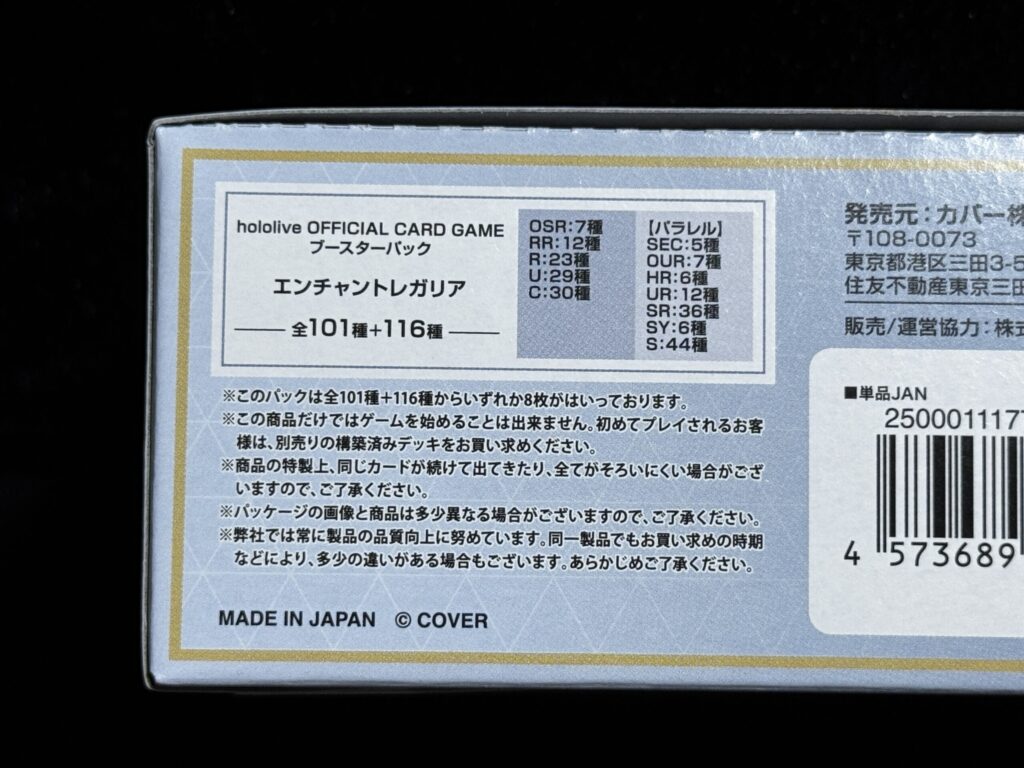 hololive OFFICIAL CARD GAME
ブースターパック
エンチャントレガリア
全101種+116種
OSR:7種
RR:12種
R:23種
U:29種
C:30種
【パラレル】
SEC:5種
OUR:7種
HR:6種
UR:12種
SR:36種
SY:6種
S:44種
※このパックは全101種+116種からいずれか8枚がはいっております。
※この商品だけではゲームを始めることは出来ません。初めてプレイされるお客
様は、別売りの構築済みデッキをお買い求めください。
※商品の特製上、同じカードが続けて出てきたり、全てがそろいにくい場合がござ
いますので、ご了承ください。
※パッケージの画像と商品は多少異なる場合がございますので、ご了承ください。
※弊社では常に製品の品質向上に努めています。同一製品でもお買い求めの時期
などにより、多少の違いがある場合もございます。あらかじめご了承ください。
MADE IN JAPAN © COVER
発売元:カバー株
〒108-0073
東京都港区三田3-5
住友不動産東京三田
販売/運営協力:株式
■単品JAN
2500011117
4 573689